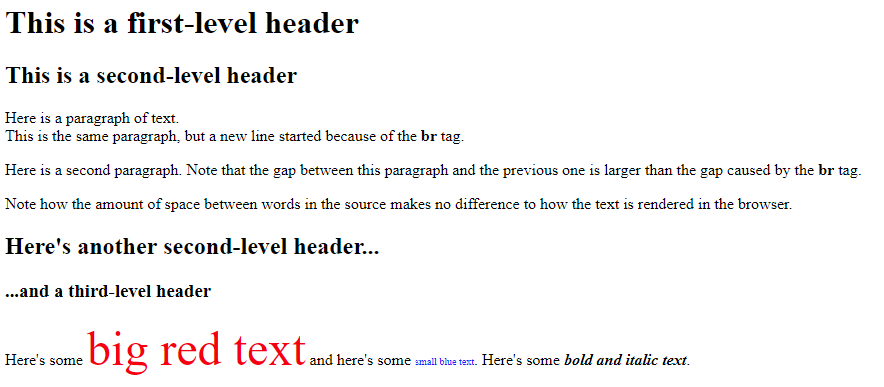 This is a first-level header
This is a second-level header
Here is a paragraph of text.
This is the same paragraph, but a new line started because of the br tag.
Here is a second paragraph. Note that the gap between this paragraph and the previous one is larger than the gap caused by the br tag.
Note how the amount of space between words in the source makes no difference to how the text is rendered in the browser.
Here's another second-level header...
...and a third-level header
Here's some big red text and here's some small blue text. Here's some bold and italic text.